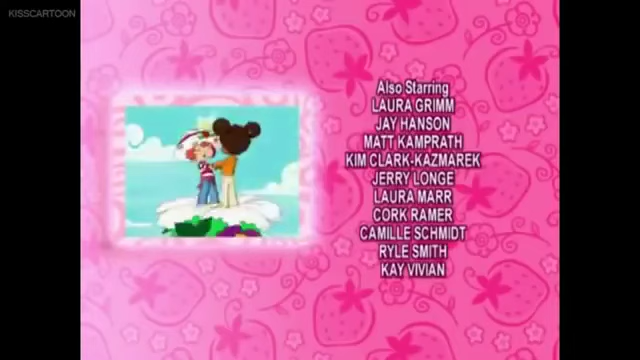 KISSCARTOON
Also Starring
LAURA GRIMM
JAY HANSON
MATT KAMPRATH
KIM CLARK-KAZMAREK
JERRY LONGE
LAURA MARR
CORK RAMER
CAMILLE SCHMIDT
RYLE SMITH
KAY VIVIAN